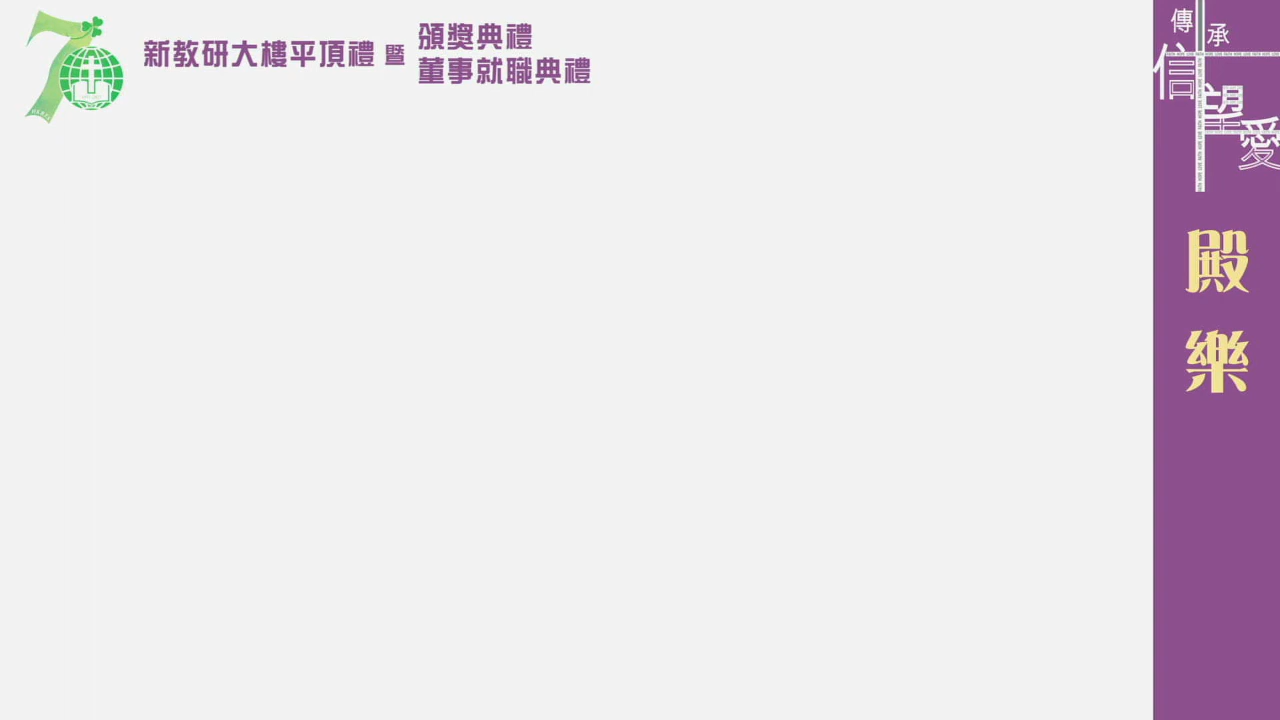 新教研大樓平頂禮 暨
頒獎典禮
董事就職典禮
傳承
信望愛
殿樂